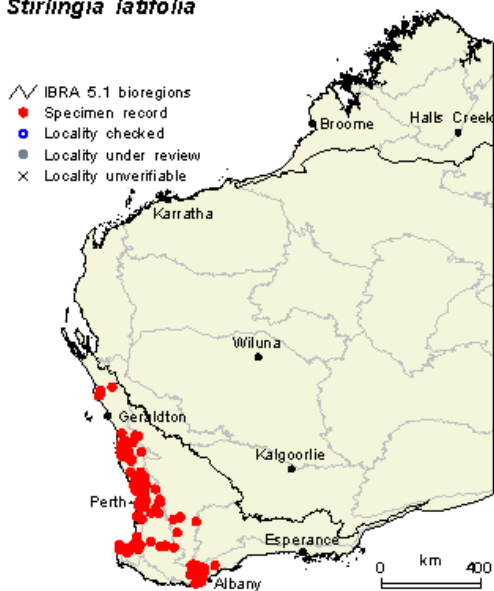 Stirlingia latifolia
IBRA 5.1 bioregions
Specimen record
Locality checked
Locality under review
Locality unverifiable
Broome
Halls Creek
Karratha
Wiluna
Geraldton
Kalgoorlie
Perth
Esperance
Albany
km
0 400